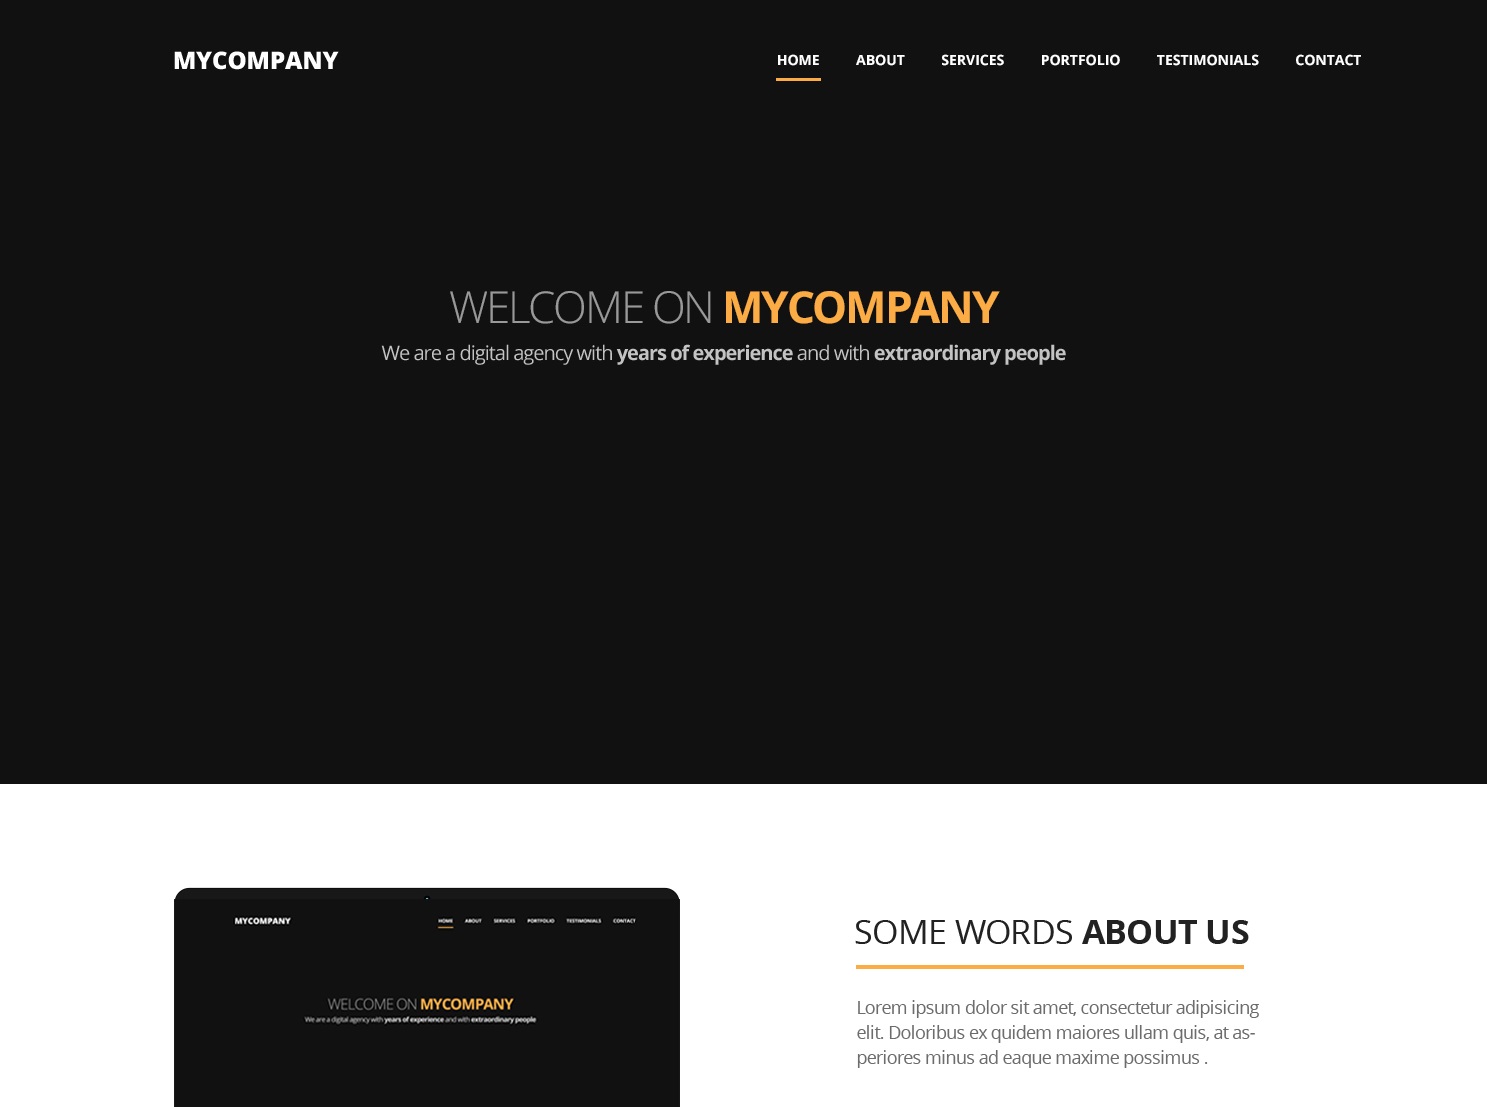 MYCOMPANY
HOME ABOUT SERVICES PORTFOLIO TESTIMONIALS CONTACT
WELCOME ON MYCOMPANY
We are a digital agency with years of experience and with extraordinary people
MYCOMPANY
HOME ABOUT SERVICES PORTFOLIO TESTIMONIALS CONTACT
WELCOME ON MYCOMPANY
We are a digital agency with years of experience and with extraordinary people
SOME WORDS ABOUT US
Lorem ipsum dolor sit amet, consectetur adipisicing
elit. Doloribus ex quidem maiores ullam quis, at as-
periores minus ad eaque maxime possimus .